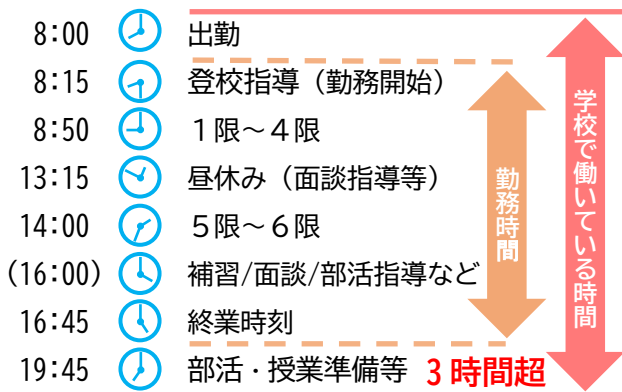 8:00 出勤
8:15 登校指導（勤務開始）
8:50 １限～４限
13:15 昼休み（面談指導等）
14:00 ５限～６限
(16:00) 補習/面談/部活指導など
16:45 終業時刻
19:45 部活・授業準備等 3時間超
勤務時間
学校で働いている時間